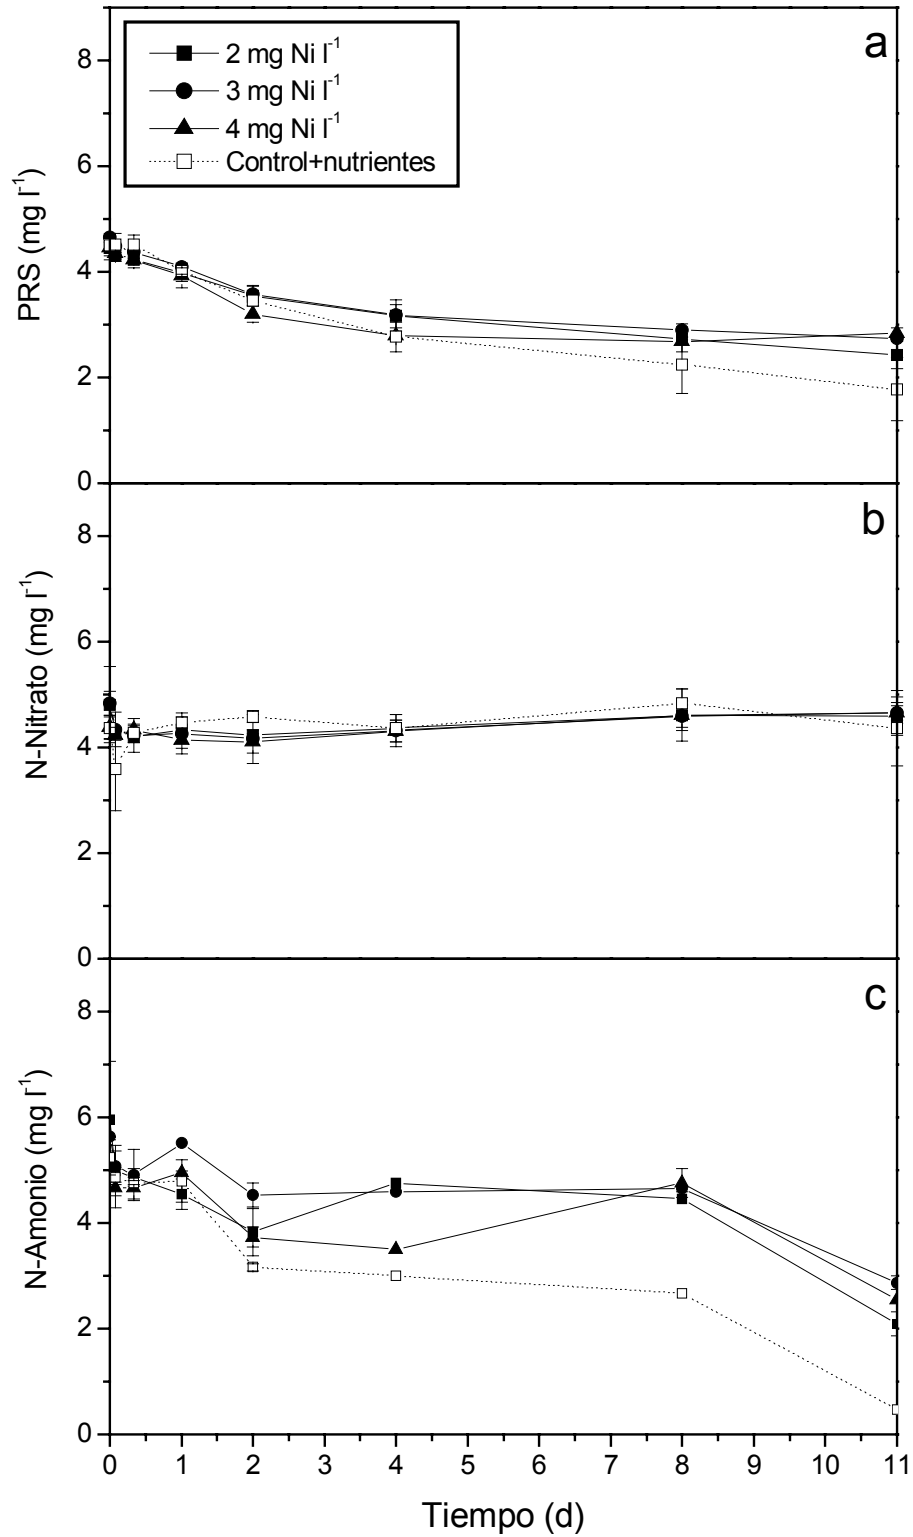 a
2 mg Ni l⁻¹
3 mg Ni l⁻¹
4 mg Ni l⁻¹
Control+nutrientes
PRS (mg l⁻¹)
8
6
4
2
0
b
N-Nitrato (mg l⁻¹)
8
6
4
2
0
c
N-Amonio (mg l⁻¹)
8
6
4
2
0
0 1 2 3 4 5 6 7 8 9 10 11
Tiempo (d)